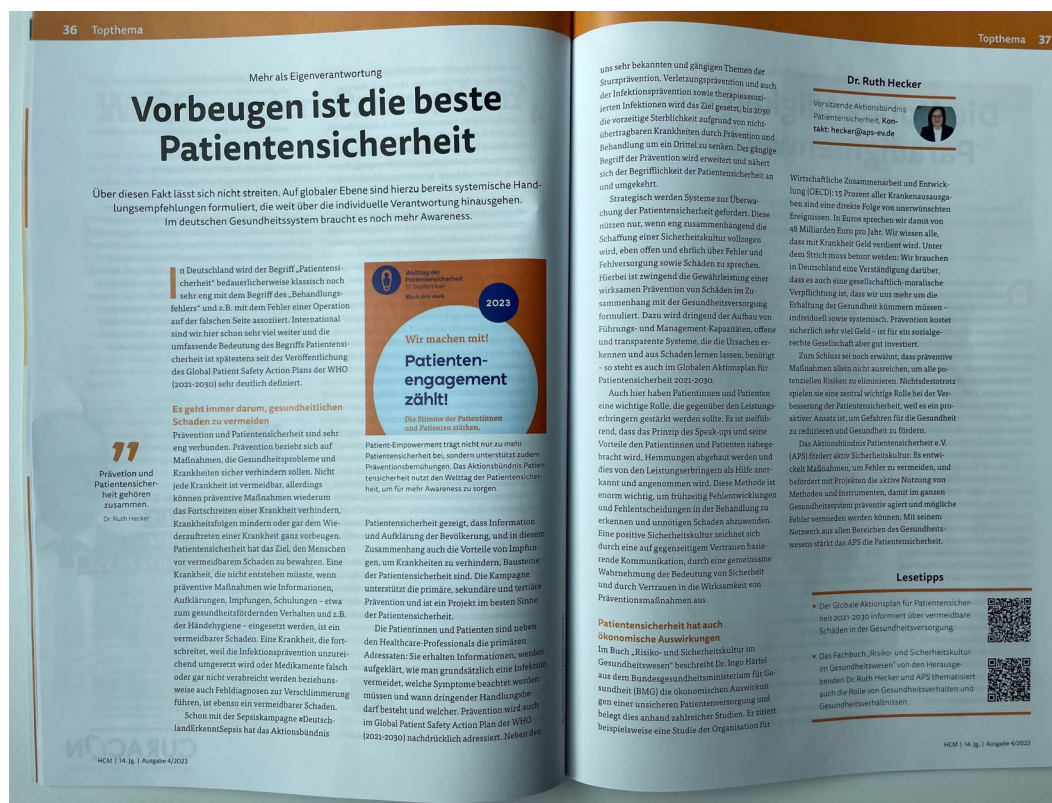 36 Topthema
Mehr als Eigenverantwortung
Vorbeugen ist die beste
Patientensicherheit
Über diesen Fakt lässt sich nicht streiten. Auf globaler Ebene sind hierzu bereits systemische Hand-
lungsempfehlungen formuliert, die weit über die individuelle Verantwortung hinausgehen.
Im deutschen Gesundheitssystem braucht es noch mehr Awareness.
In Deutschland wird der Begriff „Patientensi-
cherheit" bedauerlicherweise klassisch noch
sehr eng mit dem Begriff des „Behandlungs-
fehlers" und z.B. mit dem Fehler einer Operation
auf der falschen Seite assoziiert. International
sind wir hier schon sehr viel weiter und die
umfassende Bedeutung des Begriffs Patientensi-
cherheit ist spätestens seit der Veröffentlichung
des Global Patient Safety Action Plans der WHO
(2021-2030) sehr deutlich definiert.
Es geht immer darum, gesundheitlichen
Schaden zu vermeiden
Prävention und Patientensicherheit sind sehr
eng verbunden. Prävention bezieht sich auf
Maßnahmen, die Gesundheitsprobleme und
Krankheiten sicher verhindern sollen. Nicht
jede Krankheit ist vermeidbar, allerdings
können präventive Maßnahmen wiederum
das Fortschreiten einer Krankheit verhindern,
Krankheitsfolgen mindern oder gar dem Wie-
derauftreten einer Krankheit ganz vorbeugen.
Patientensicherheit hat das Ziel, den Menschen
vor vermeidbarem Schaden zu bewahren. Eine
Krankheit, die nicht entstehen müsste, wenn
präventive Maßnahmen wie Informationen,
Aufklärungen, Impfungen, Schulungen – etwa
zum gesundheitsfördernden Verhalten und z.B.
der Händehygiene – eingesetzt werden, ist ein
vermeidbarer Schaden. Eine Krankheit, die fort-
schreitet, weil die Infektionsprävention unzurei-
chend umgesetzt wird oder Medikamente falsch
oder gar nicht verabreicht werden beziehuns-
weise auch Fehldiagnosen zur Verschlimmerung
führen, ist ebenso ein vermeidbarer Schaden.
Schon mit der Sepsiskampagne #Deutsch-
landErkenntSepsis hat das Aktionsbündnis
"
Prävetion und
Patientensicher-
heit gehören
zusammen.
Dr. Ruth Hecker
Welttag der
Patientensicherheit
17. September
Mach dich stark
2023
Wir machen mit!
Patienten-
engagement
zählt!
Die Stimme der Patientinnen
und Patienten stärken.
Patient-Empowerment trägt nicht nur zu mehr
Patientensicherheit bei, sondern unterstützt zudem
Präventionsbemühungen. Das Aktionsbündnis Patien-
tensicherheit nutzt den Welttag der Patientensicher-
heit, um für mehr Awareness zu sorgen.
Patientensicherheit gezeigt, dass Information
und Aufklärung der Bevölkerung, und in diesem
Zusammenhang auch die Vorteile von Impfun-
gen, um Krankheiten zu verhindern, Bausteine
der Patientensicherheit sind. Die Kampagne
unterstützt die primäre, sekundäre und tertiäre
Prävention und ist ein Projekt im besten Sinne
der Patientensicherheit.
Die Patientinnen und Patienten sind neben
den Healthcare-Professionals die primären
Adressaten: Sie erhalten Informationen, werden
aufgeklärt, wie man grundsätzlich eine Infektion
vermeidet, welche Symptome beachtet werden
müssen und wann dringender Handlungsbe-
darf besteht und welcher. Prävention wird auch
im Global Patient Safety Action Plan der WHO
(2021-2030) nachdrücklich adressiert. Neben den
HCM | 14. Jg. | Ausgabe 4/2023
Topthema 37
uns sehr bekannten und gängigen Themen der
Sturzprävention, Verletzungsprävention und auch
der Infektionsprävention sowie therapieassozi-
ierten Infektionen wird das Ziel gesetzt, bis 2030
die vorzeitige Sterblichkeit aufgrund von nicht-
übertragbaren Krankheiten durch Prävention und
Behandlung um ein Drittel zu senken. Der gängige
Begriff der Prävention wird erweitert und nähert
sich der Begrifflichkeit der Patientensicherheit an
und umgekehrt.
Strategisch werden Systeme zur Überwa-
chung der Patientensicherheit gefordert. Diese
nützen nur, wenn eng zusammenhängend die
Schaffung einer Sicherheitskultur vollzogen
wird, eben offen und ehrlich über Fehler und
Fehlversorgung sowie Schäden zu sprechen.
Hierbei ist zwingend die Gewährleistung einer
wirksamen Prävention von Schäden im Zu-
sammenhang mit der Gesundheitsversorgung
formuliert. Dazu wird dringend der Aufbau von
Führungs- und Management-Kapazitäten, offene
und transparente Systeme, die die Ursachen er-
kennen und aus Schaden lernen lassen, benötigt
– so steht es auch im Globalen Aktionsplan für
Patientensicherheit 2021-2030.
Auch hier haben Patientinnen und Patienten
eine wichtige Rolle, die gegenüber den Leistungs-
erbringern gestärkt werden sollte. Es ist zielfüh-
rend, dass das Prinzip des Speak-ups und seine
Vorteile den Patientinnen und Patienten nahege-
bracht wird, Hemmungen abgebaut werden und
dies von den Leistungserbringern als Hilfe aner-
kannt und angenommen wird. Diese Methode ist
enorm wichtig, um frühzeitig Fehlentwicklungen
und Fehlentscheidungen in der Behandlung zu
erkennen und unnötigen Schaden abzuwenden.
Eine positive Sicherheitskultur zeichnet sich
durch eine auf gegenseitigem Vertrauen basie-
rende Kommunikation, durch eine gemeinsame
Wahrnehmung der Bedeutung von Sicherheit
und durch Vertrauen in die Wirksamkeit von
Präventionsmaßnahmen aus.
Patientensicherheit hat auch
ökonomische Auswirkungen
Im Buch „Risiko- und Sicherheitskultur im
Gesundheitswesen" beschreibt Dr. Ingo Härtel
aus dem Bundesgesundheitsministerium für Ge-
sundheit (BMG) die ökonomischen Auswirkun-
gen einer unsicheren Patientenversorgung und
belegt dies anhand zahlreicher Studien. Er zitiert
beispielsweise eine Studie der Organisation für
Dr. Ruth Hecker
Vorsitzende Aktionsbündnis
Patientensicherheit, Kon-
takt: hecker@aps-ev.de
Wirtschaftliche Zusammenarbeit und Entwick-
lung (OECD): 15 Prozent aller Krankenausausga-
ben sind eine direkte Folge von unerwünschten
Ereignissen. In Euros sprechen wir damit von
48 Milliarden Euro pro Jahr. Wir wissen alle,
dass mit Krankheit Geld verdient wird. Unter
dem Strich muss betont werden: Wir brauchen
in Deutschland eine Verständigung darüber,
dass es auch eine gesellschaftlich-moralische
Verpflichtung ist, dass wir uns mehr um die
Erhaltung der Gesundheit kümmern müssen –
individuell sowie systemisch. Prävention kostet
sicherlich sehr viel Geld – ist für ein sozialge-
rechte Gesellschaft aber gut investiert.
Zum Schluss sei noch erwähnt, dass präventive
Maßnahmen allein nicht ausreichen, um alle po-
tenziellen Risiken zu eliminieren. Nichtsdestotrotz
spielen sie eine zentral wichtige Rolle bei der Ver-
besserung der Patientensicherheit, weil es ein pro-
aktiver Ansatz ist, um Gefahren für die Gesundheit
zu reduzieren und Gesundheit zu fördern.
Das Aktionsbündnis Patientensicherheit e.V.
(APS) fördert aktiv Sicherheitskultur. Es entwi-
ckelt Maßnahmen, um Fehler zu vermeiden, und
befördert mit Projekten die aktive Nutzung von
Methoden und Instrumenten, damit im ganzen
Gesundheitsystem präventiv agiert und mögliche
Fehler vermieden werden können. Mit seinem
Netzwerk aus allen Bereichen des Gesundheits-
wesens stärkt das APS die Patientensicherheit.
Lesetipps
• Der Globale Aktionsplan für Patientensicher-
heit 2021-2030 informiert über vermeidbare
Schäden in der Gesundheitsversorgung.
• Das Fachbuch „Risiko- und Sicherheitskultur
im Gesundheitswesen" von den Herausge-
benden Dr. Ruth Hecker und APS thematisiert
auch die Rolle von Gesundheitsverhalten und
Gesundheitsverhältnissen.
HCM | 14. Jg. | Ausgabe 4/2023